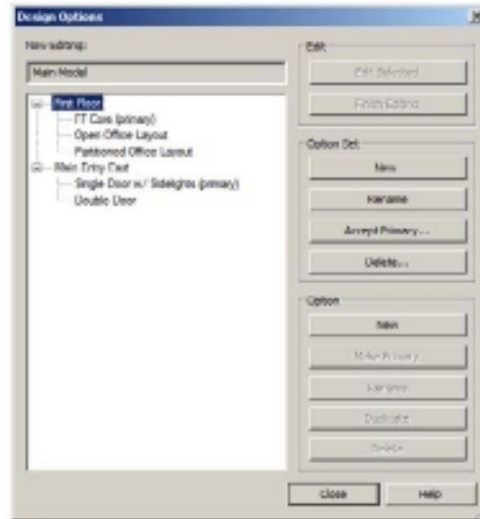 Design Options
Now editing:
Main Model
First Floor
FT Core (primary)
Open Office Layout
Partitioned Office Layout
Main Entry East
Single Door w/ Sidelights (primary)
Double Door
Edit
Edit Selected
Finish Editing
Option Set
New
Rename
Accept Primary...
Delete...
Option
New
Make Primary
Rename
Duplicate
Delete
Close
Help